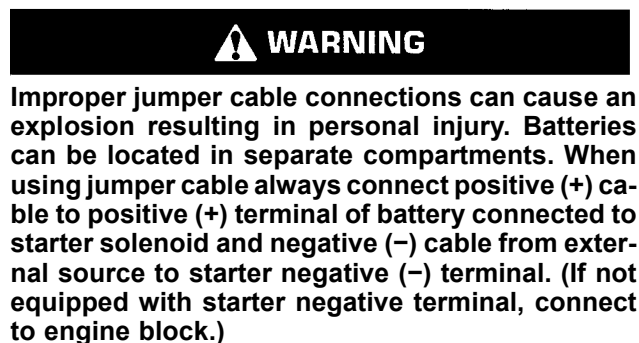 WARNING
Improper jumper cable connections can cause an
explosion resulting in personal injury. Batteries
can be located in separate compartments. When
using jumper cable always connect positive (+) ca-
ble to positive (+) terminal of battery connected to
starter solenoid and negative (−) cable from exter-
nal source to starter negative (−) terminal. (If not
equipped with starter negative terminal, connect
to engine block.)